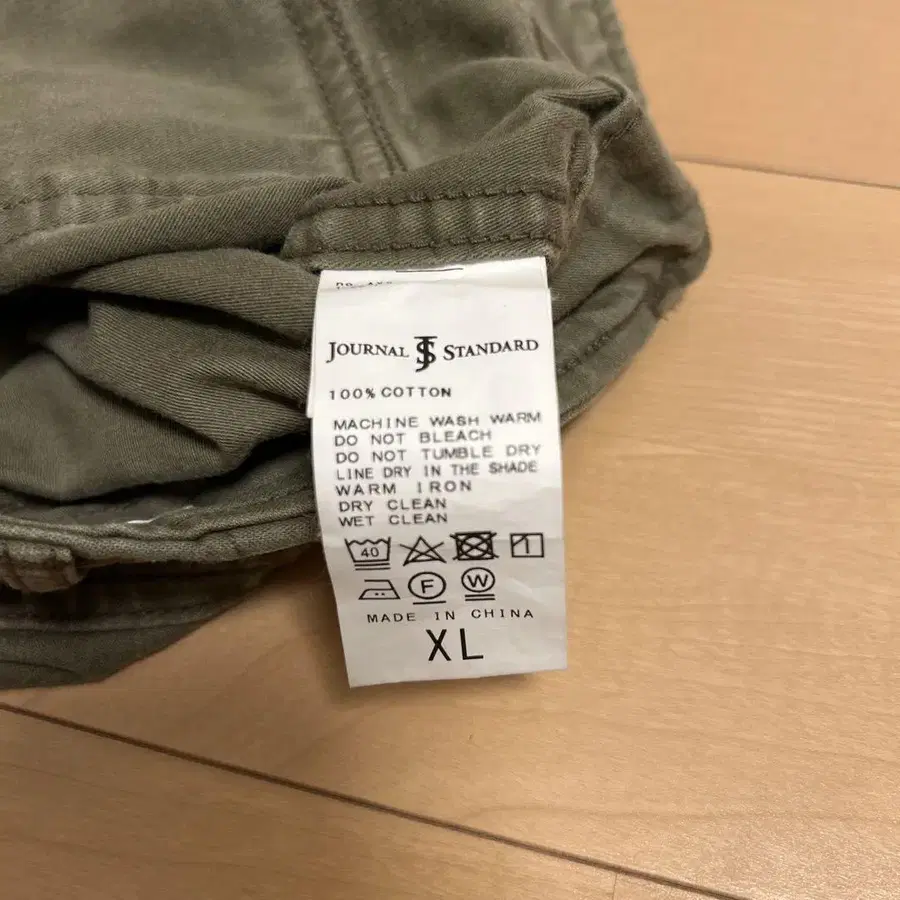 JOURNAL JS STANDARD
100% COTTON
MACHINE WASH WARM
DO NOT BLEACH
DO NOT TUMBLE DRY
LINE DRY IN THE SHADE
WARM IRON
DRY CLEAN
WET CLEAN
40
F W
MADE IN CHINA
XL